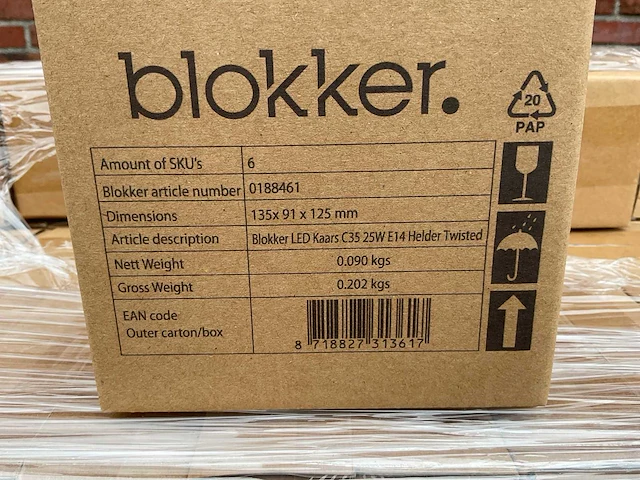 blokker.
20
PAP
Amount of SKU's 6
Blokker article number 0188461
Dimensions 135x 91 x 125 mm
Article description Blokker LED Kaars C35 25W E14 Helder Twisted
Nett Weight 0.090 kgs
Gross Weight 0.202 kgs
EAN code
Outer carton/box
8 718827 313617